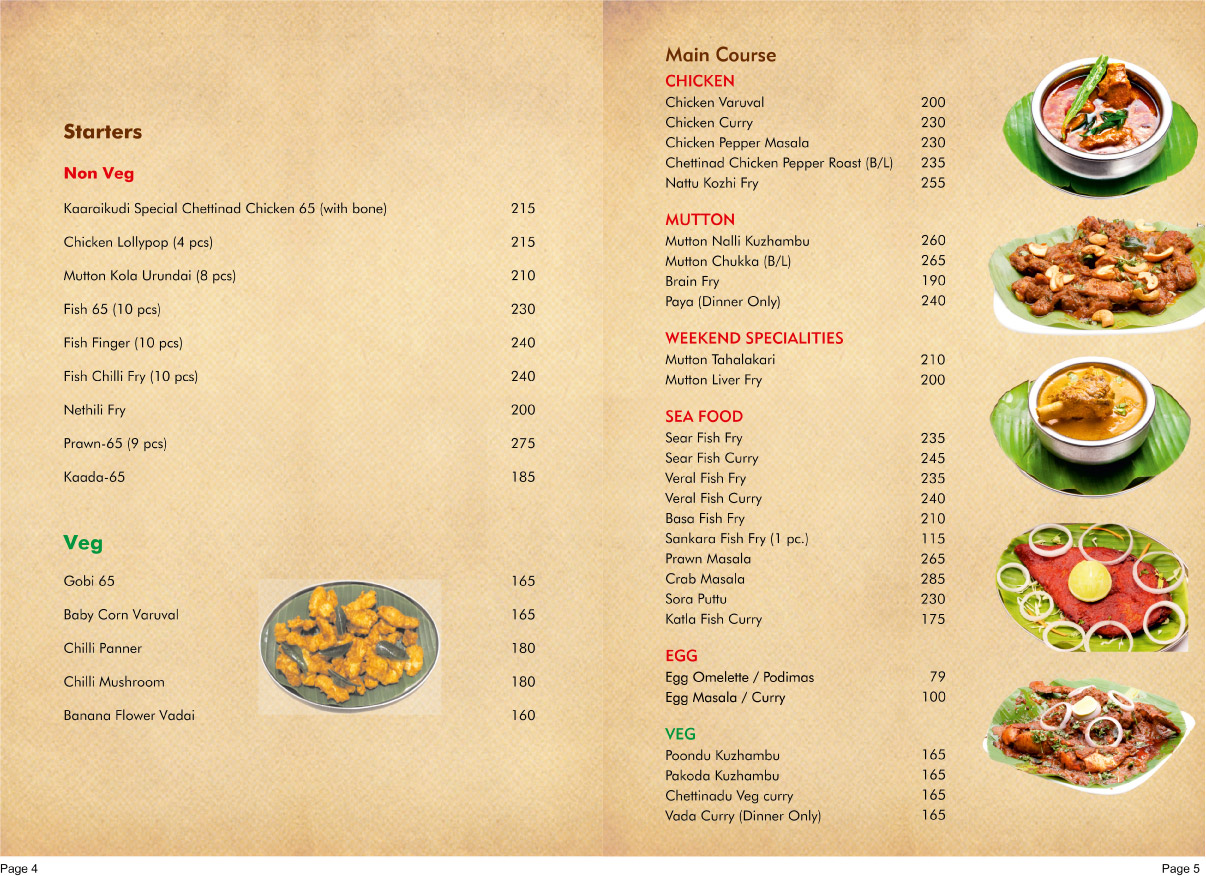 Starters
Non Veg
Kaaraikudi Special Chettinad Chicken 65 (with bone) 215
Chicken Lollypop (4 pcs) 215
Mutton Kola Urundai (8 pcs) 210
Fish 65 (10 pcs) 230
Fish Finger (10 pcs) 240
Fish Chilli Fry (10 pcs) 240
Nethili Fry 200
Prawn-65 (9 pcs) 275
Kaada-65 185
Veg
Gobi 65 165
Baby Corn Varuval 165
Chilli Panner 180
Chilli Mushroom 180
Banana Flower Vadai 160
Page 4
Main Course
CHICKEN
Chicken Varuval 200
Chicken Curry 230
Chicken Pepper Masala 230
Chettinad Chicken Pepper Roast (B/L) 235
Nattu Kozhi Fry 255
MUTTON
Mutton Nalli Kuzhambu 260
Mutton Chukka (B/L) 265
Brain Fry 190
Paya (Dinner Only) 240
WEEKEND SPECIALITIES
Mutton Tahalakari 210
Mutton Liver Fry 200
SEA FOOD
Sear Fish Fry 235
Sear Fish Curry 245
Veral Fish Fry 235
Veral Fish Curry 240
Basa Fish Fry 210
Sankara Fish Fry (1 pc.) 115
Prawn Masala 265
Crab Masala 285
Sora Puttu 230
Katla Fish Curry 175
EGG
Egg Omelette / Podimas 79
Egg Masala / Curry 100
VEG
Poondu Kuzhambu 165
Pakoda Kuzhambu 165
Chettinadu Veg curry 165
Vada Curry (Dinner Only) 165
Page 5